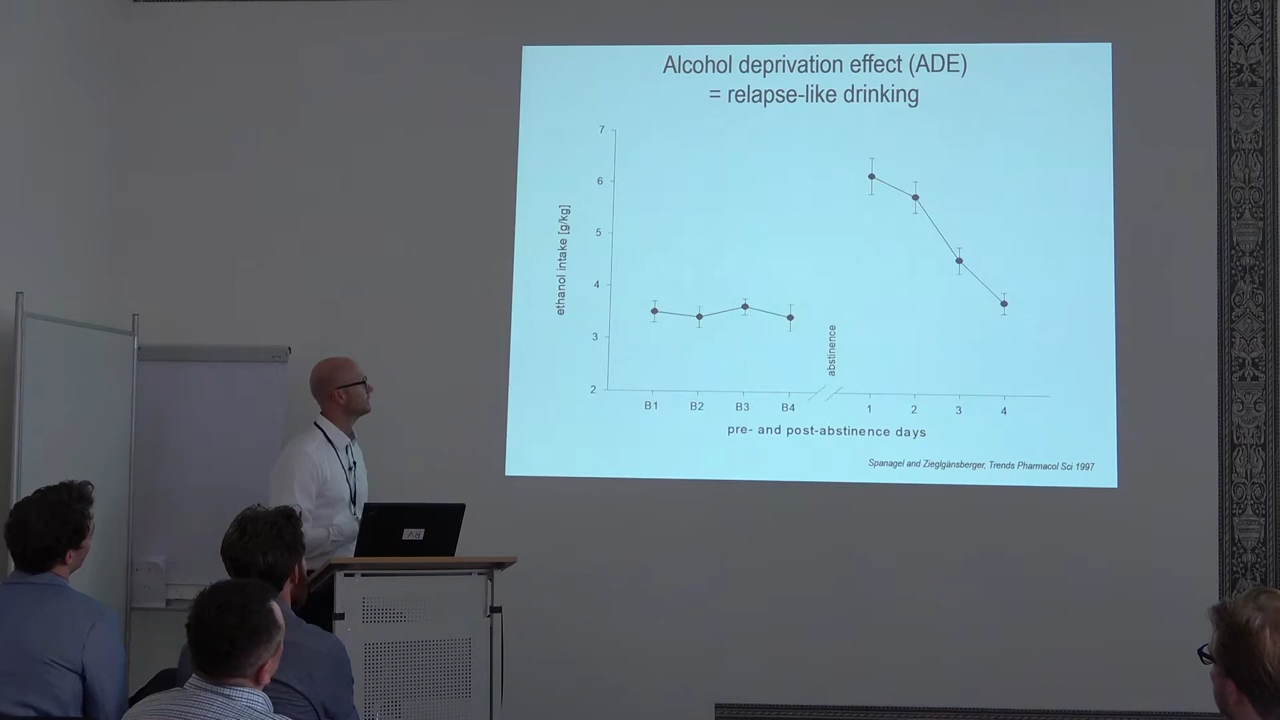 Alcohol deprivation effect (ADE)
= relapse-like drinking
7
6
5
4
3
2
ethanol intake [g/kg]
abstinence
B1 B2 B3 B4 1 2 3 4
pre- and post-abstinence days
Spanagel and Zieglgänsberger, Trends Pharmacol Sci 1997
RV